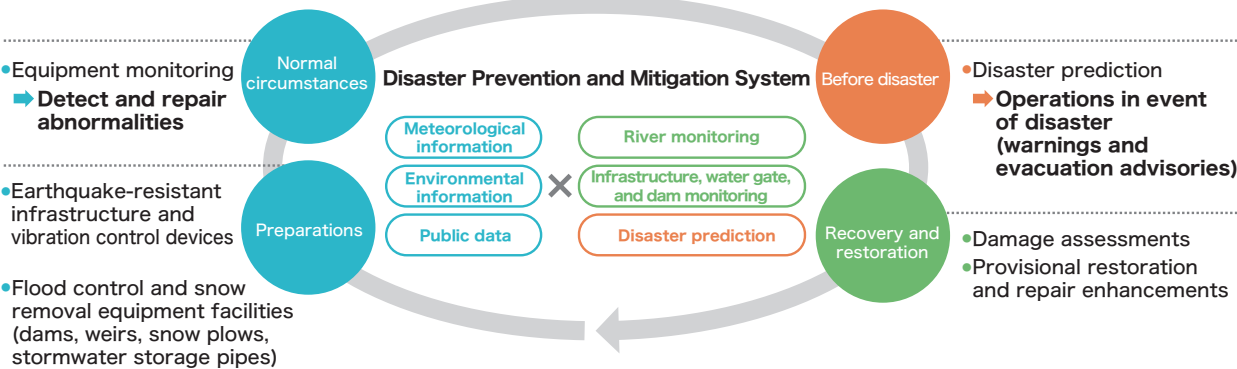 •Equipment monitoring
➡Detect and repair
abnormalities
•Earthquake-resistant
infrastructure and
vibration control devices
•Flood control and snow
removal equipment facilities
(dams, weirs, snow plows,
stormwater storage pipes)
Normal
circumstances
Preparations
Disaster Prevention and Mitigation System
Meteorological
information
Environmental
information
Public data
×
River monitoring
Infrastructure, water gate,
and dam monitoring
Disaster prediction
Before disaster
Recovery and
restoration
•Disaster prediction
➡Operations in event
of disaster
(warnings and
evacuation advisories)
•Damage assessments
•Provisional restoration
and repair enhancements